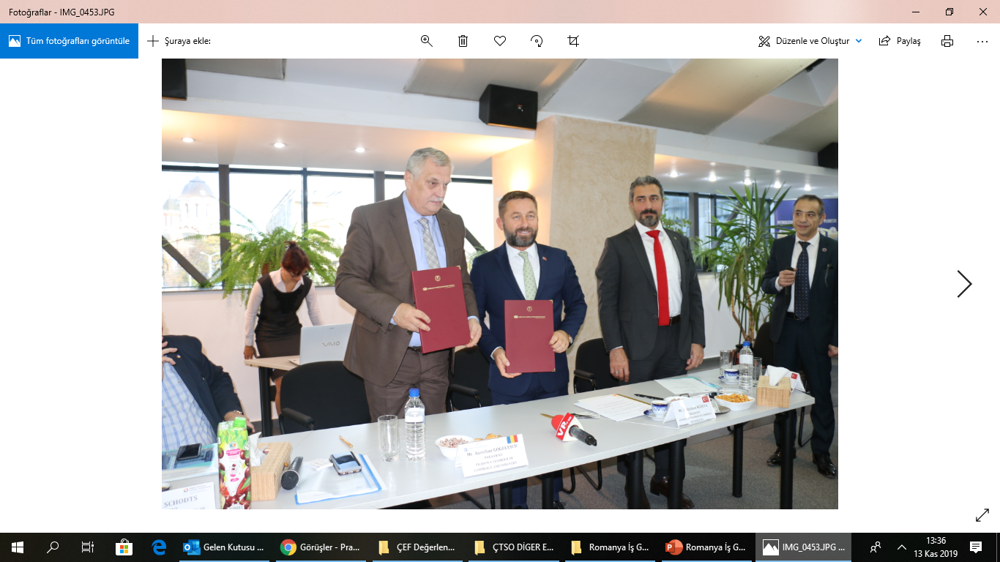 Fotoğraflar - IMG_0453.JPG
Tüm fotoğrafları görüntüle
Şuraya ekle:
Düzenle ve Oluştur
Paylaş
VAIO
VP
Mr. Aurelian GOGULESCU
PRESIDENT
PRAHOVA CHAMBER OF
COMMERCE AND INDUSTRY
SCHODTS
Gelen Kutusu ...
Görüşler - Pra...
ÇEF Değerlen...
ÇTSO DİĞER E...
Romanya İş G...
Romanya İş G...
IMG_0453.JPG ...
13:36
13 Kas 2019